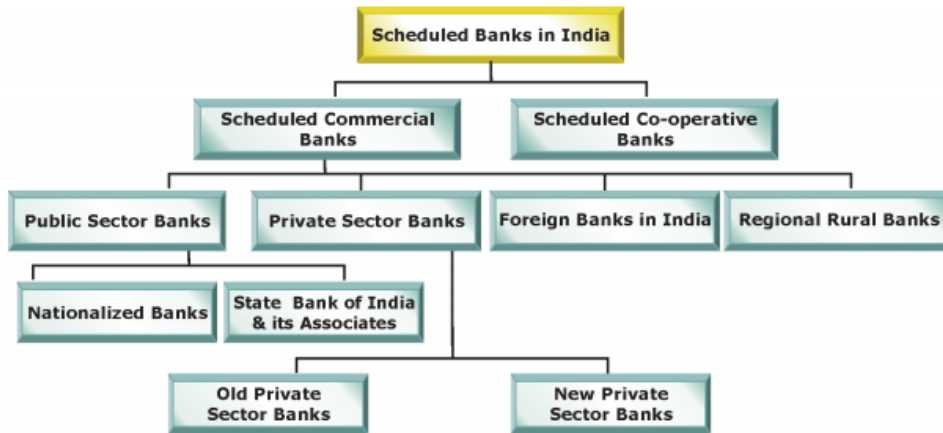 Scheduled Banks in India
Scheduled Commercial
Banks
Scheduled Co-operative
Banks
Public Sector Banks
Private Sector Banks
Foreign Banks in India
Regional Rural Banks
Nationalized Banks
State Bank of India
& its Associates
Old Private
Sector Banks
New Private
Sector Banks